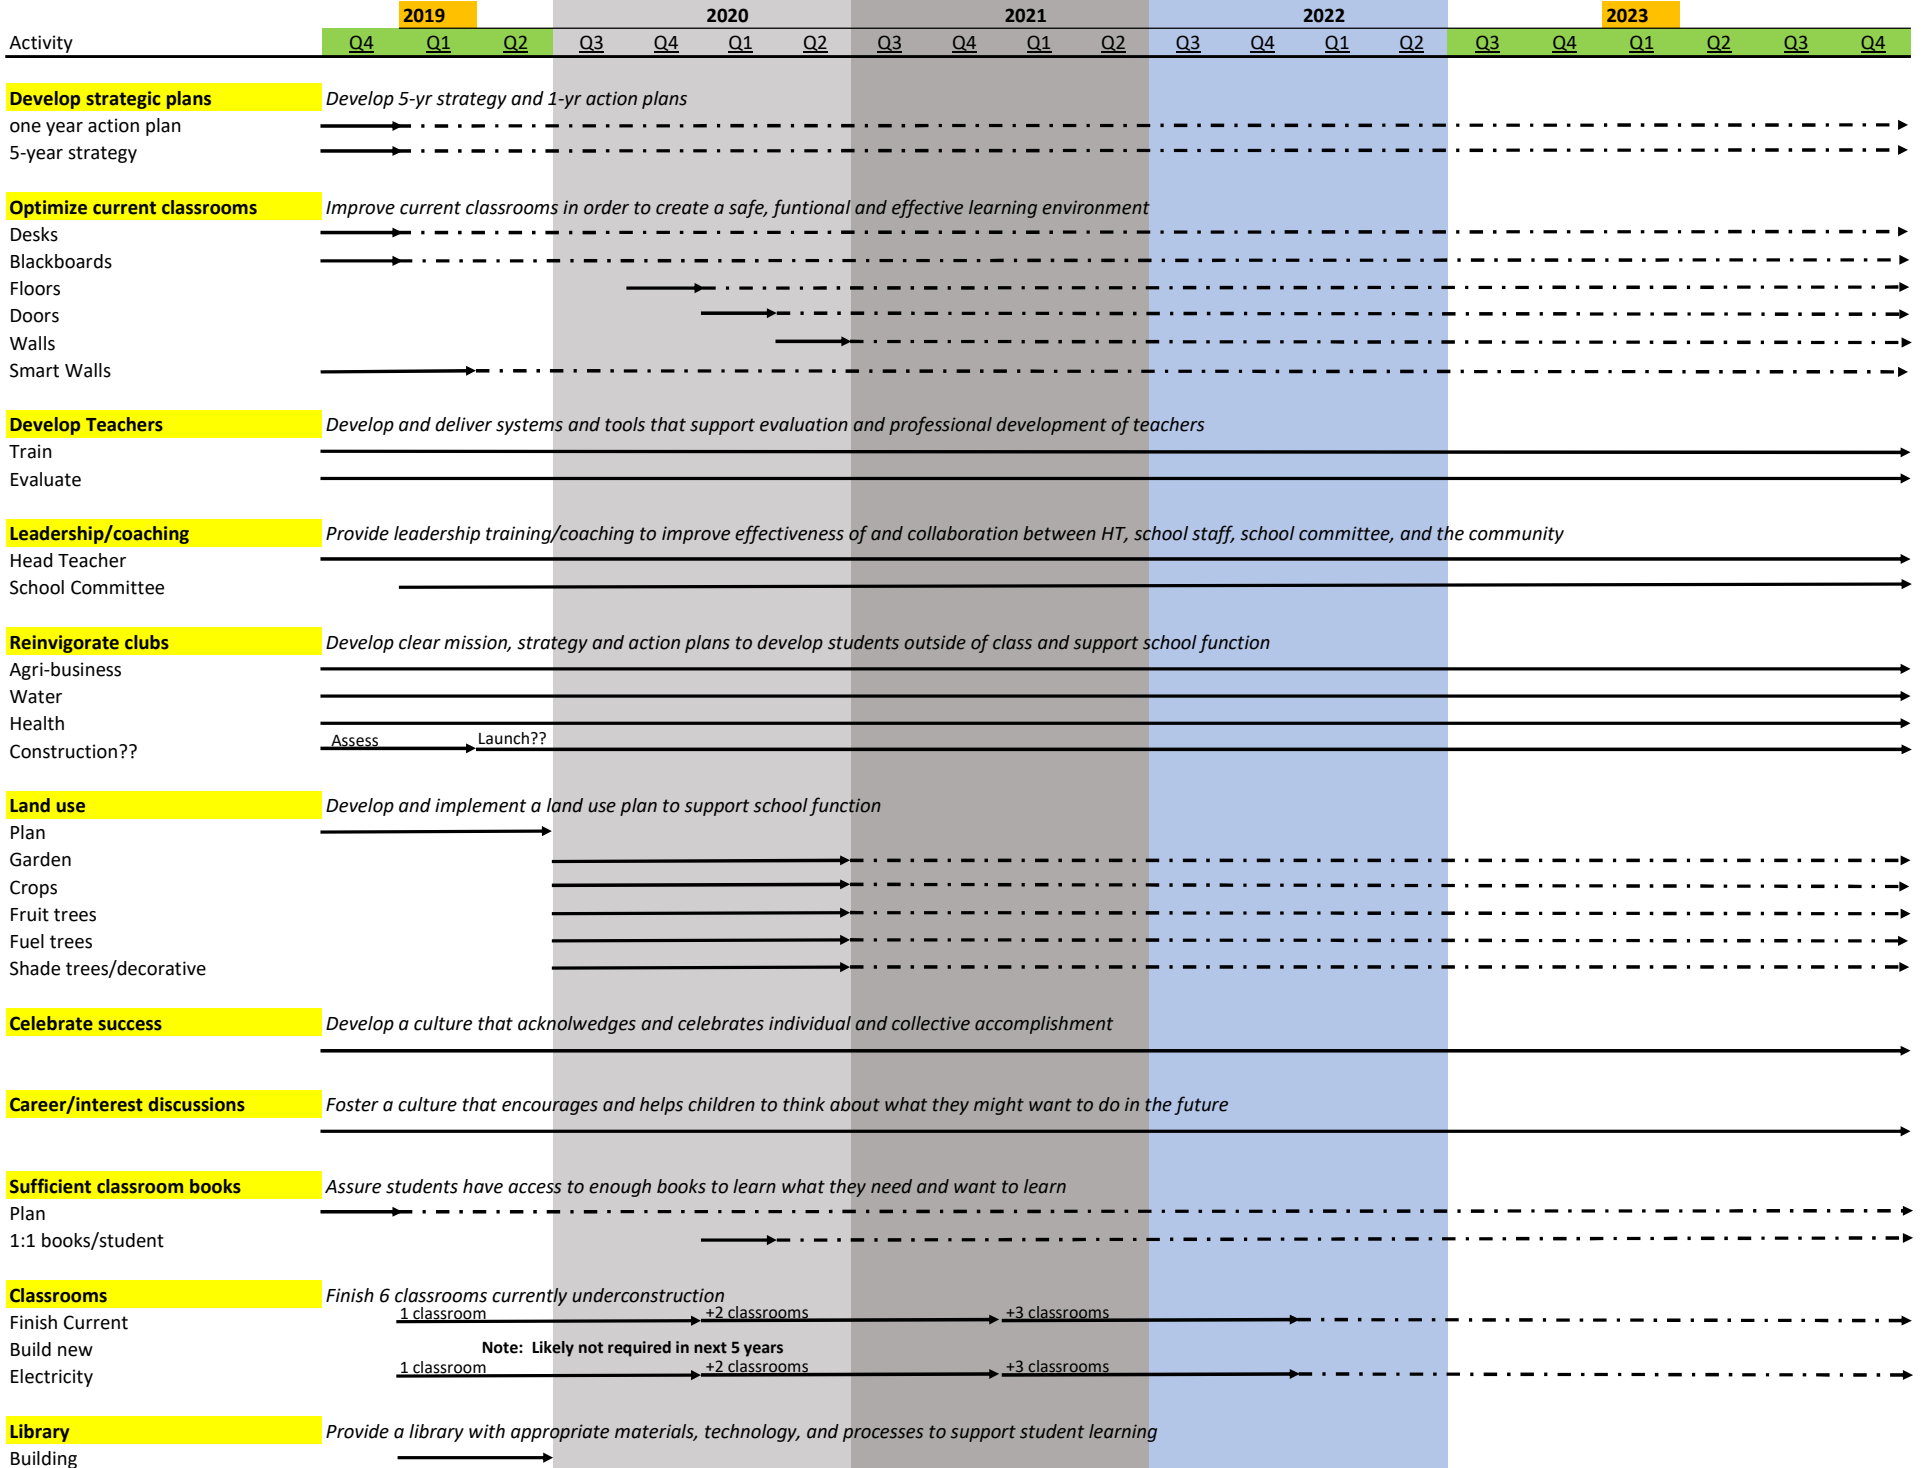 2019 2020 2021 2022 2023
Activity Q4 Q1 Q2 Q3 Q4 Q1 Q2 Q3 Q4 Q1 Q2 Q3 Q4 Q1 Q2 Q3 Q4 Q1 Q2 Q3 Q4
Develop strategic plans Develop 5-yr strategy and 1-yr action plans
one year action plan
5-year strategy
Optimize current classrooms Improve current classrooms in order to create a safe, funtional and effective learning environment
Desks
Blackboards
Floors
Doors
Walls
Smart Walls
Develop Teachers Develop and deliver systems and tools that support evaluation and professional development of teachers
Train
Evaluate
Leadership/coaching Provide leadership training/coaching to improve effectiveness of and collaboration between HT, school staff, school committee, and the community
Head Teacher
School Committee
Reinvigorate clubs Develop clear mission, strategy and action plans to develop students outside of class and support school function
Agri-business
Water
Health
Construction?? Assess Launch??
Land use Develop and implement a land use plan to support school function
Plan
Garden
Crops
Fruit trees
Fuel trees
Shade trees/decorative
Celebrate success Develop a culture that acknolwedges and celebrates individual and collective accomplishment
Career/interest discussions Foster a culture that encourages and helps children to think about what they might want to do in the future
Sufficient classroom books Assure students have access to enough books to learn what they need and want to learn
Plan
1:1 books/student
Classrooms Finish 6 classrooms currently underconstruction
Finish Current 1 classroom +2 classrooms +3 classrooms
Build new Note: Likely not required in next 5 years
Electricity 1 classroom +2 classrooms +3 classrooms
Library Provide a library with appropriate materials, technology, and processes to support student learning
Building